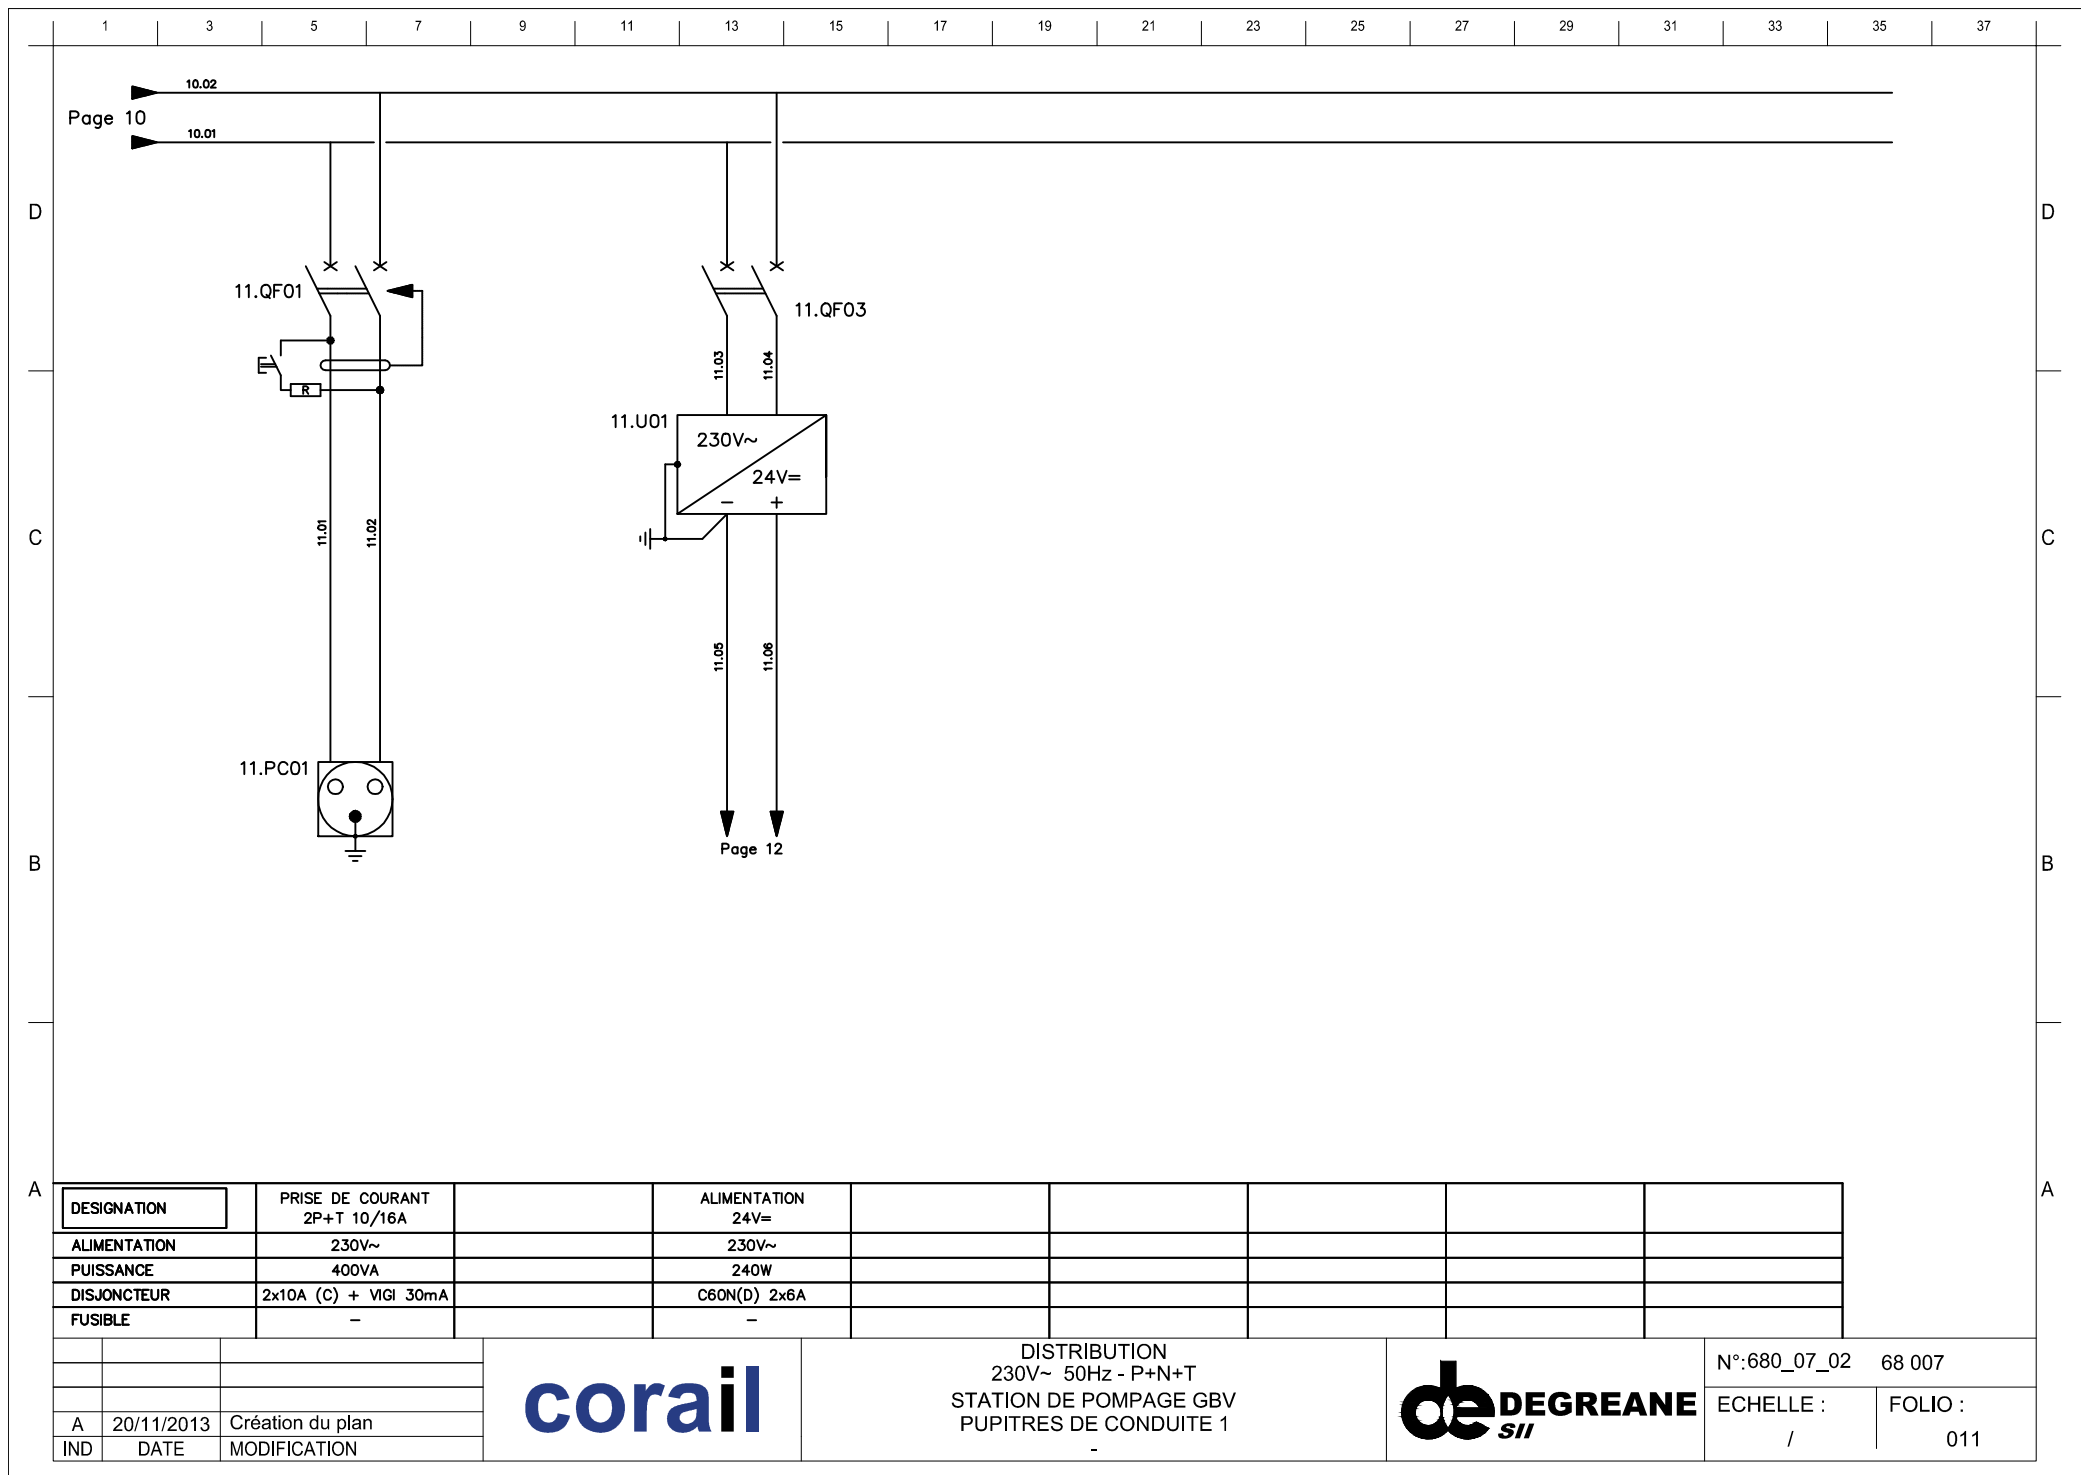 1 3 5 7 9 11 13 15 17 19 21 23 25 27 29 31 33 35 37
10.02
Page 10
10.01
D D
11.QF01
11.QF03
11.03 11.04
R
11.U01
230V~
24V=
- +
11.01 11.02
C C
11.05 11.06
11.PC01
Page 12
B B
A A
DESIGNATION
PRISE DE COURANT
2P+T 10/16A
ALIMENTATION
24V=
ALIMENTATION 230V~ 230V~
PUISSANCE 400VA 240W
DISJONCTEUR 2x10A (C) + VIGI 30mA C60N(D) 2x6A
FUSIBLE - -
A 20/11/2013 Création du plan
IND DATE MODIFICATION
corail
DISTRIBUTION
230V~ 50Hz - P+N+T
STATION DE POMPAGE GBV
PUPITRES DE CONDUITE 1
-
de DEGREANE
SII
N°:680_07_02 68 007
ECHELLE : FOLIO :
/ 011